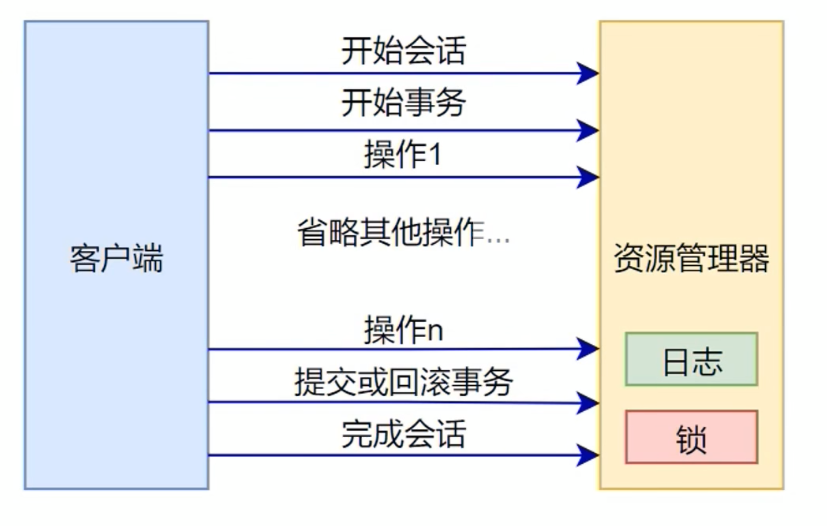 开始会话
开始事务
操作1
省略其他操作...
客户端
资源管理器
操作n
日志
提交或回滚事务
锁
完成会话